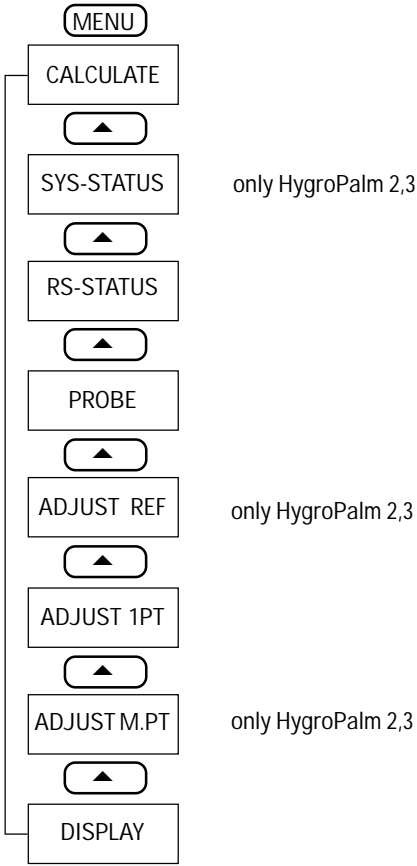 MENU
CALCULATE
SYS-STATUS only HygroPalm 2,3
RS-STATUS
PROBE
ADJUST REF only HygroPalm 2,3
ADJUST 1PT
ADJUST M.PT only HygroPalm 2,3
DISPLAY